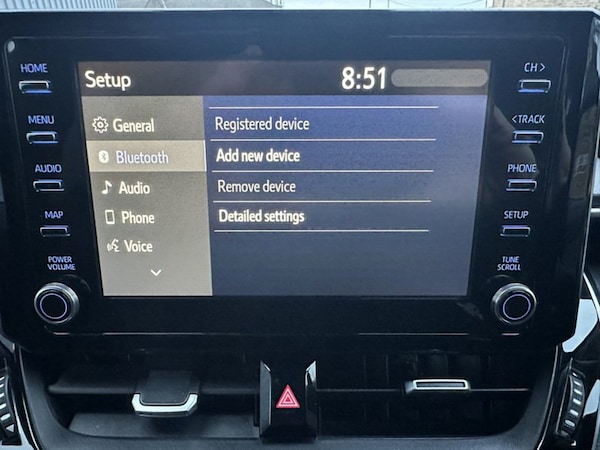 Setup 8:51
HOME
MENU
AUDIO
MAP
POWER
VOLUME
General
Bluetooth
Audio
Phone
Voice
Registered device
Add new device
Remove device
Detailed settings
CH >
< TRACK
PHONE
SETUP
TUNE
SCROLL